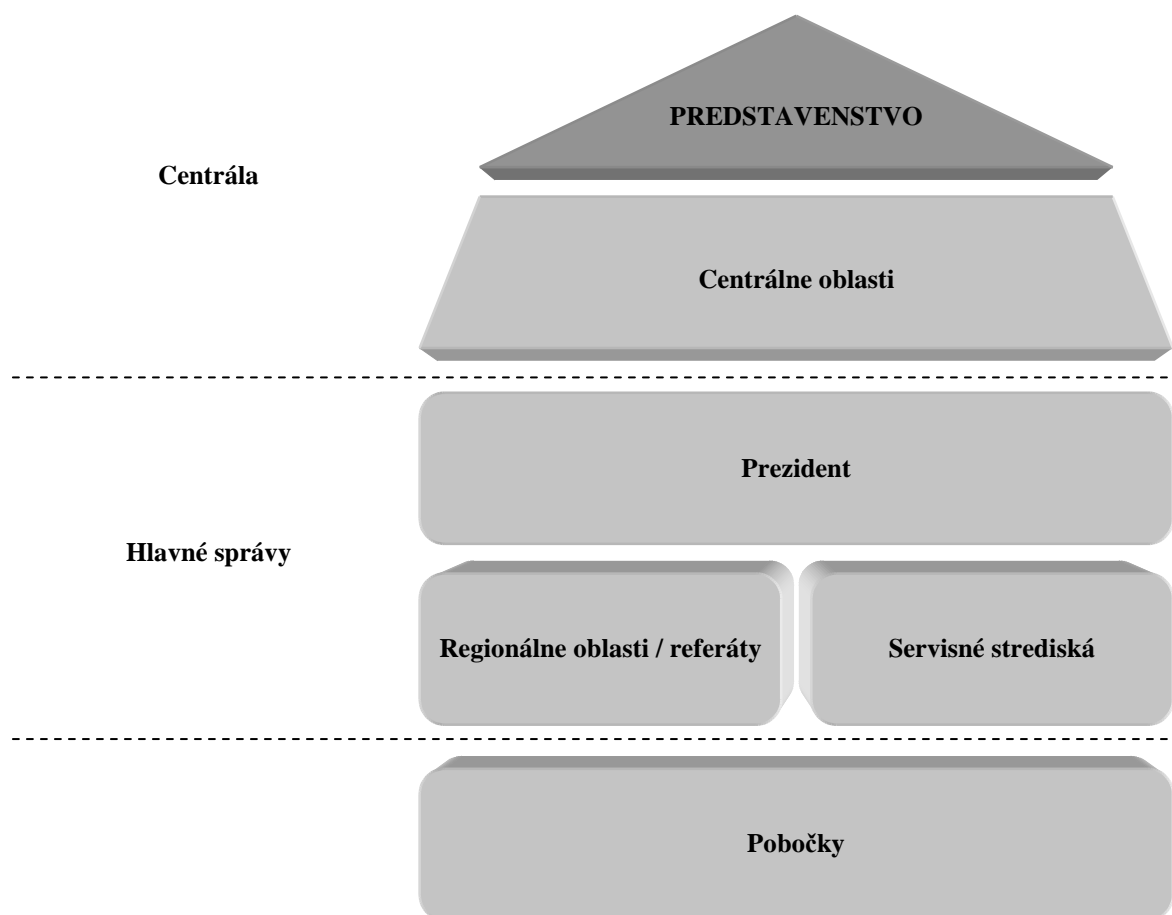 PREDSTAVENSTVO
Centrála
Centrálne oblasti
Prezident
Hlavné správy
Regionálne oblasti / referáty
Servisné strediská
Pobočky